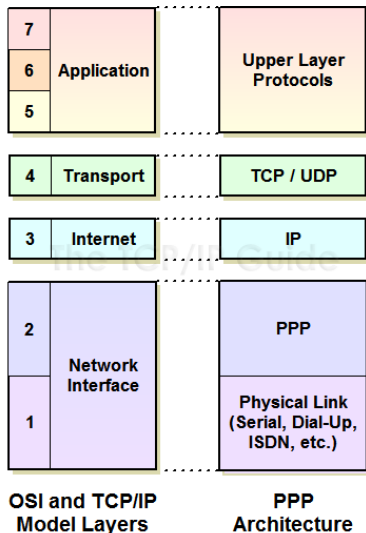 7
6
5
Application
Upper Layer
Protocols
4
Transport
TCP / UDP
3
Internet
IP
The TCP/IP Guide
2
1
Network
Interface
PPP
Physical Link
(Serial, Dial-Up,
ISDN, etc.)
OSI and TCP/IP
Model Layers
PPP
Architecture